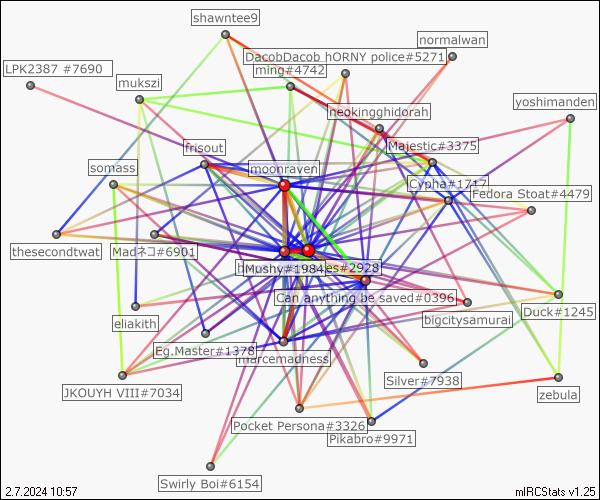 shawntee9
normalwan
DacobDacob hORNY police#5271
LPK2387 #7690
ming#4742
mukszi
yoshimanden
neokingghidorah
frisout
Majestic#3375
somass
moonraven
Cypha#1717
Fedora Stoat#4479
thesecondtwat
Madネコ#6901
Mushy#1984
es#2928
Can anything be saved#0396
eliakith
bigcitysamurai
Duck#1245
Eg.Master#1378
marcemadness
Silver#7938
JKOUYH VIII#7034
zebula
Pocket Persona#3326
Pikabro#9971
Swirly Boi#6154
2.7.2024 10:57
mIRCStats v1.25